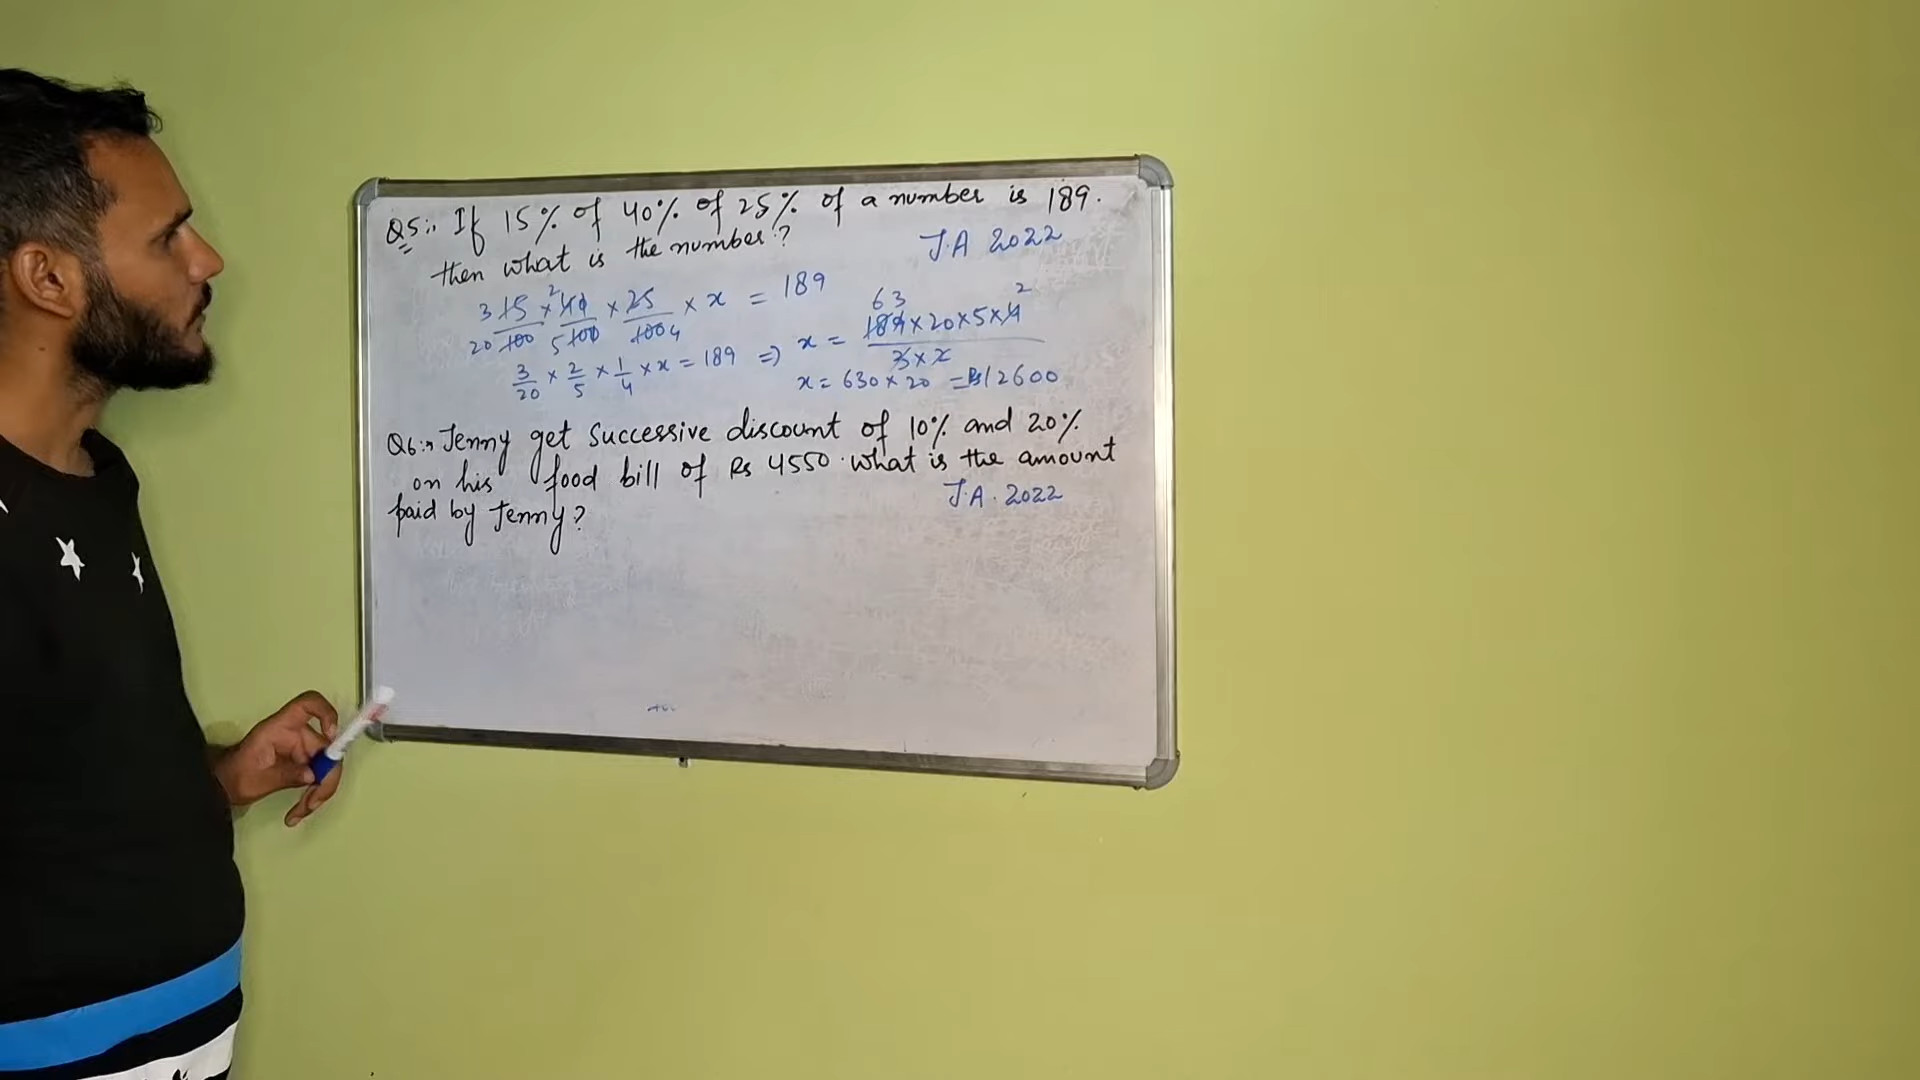 Q5:: If 15% of 40% of 25% of a number is 189.
then what is the number?
J.A 2022
3 15/100 20 × 2 40/100 5 × 25/100 4 × x = 189
3/20 × 2/5 × 1/4 × x = 189 ⇒ x = 63 189×20×5×4 2 / 3×2
x = 630×20 = Rs 12600
Q6:→ Jenny get successive discount of 10% and 20%
on his food bill of Rs 4550. what is the amount
paid by Jenny?
J.A. 2022